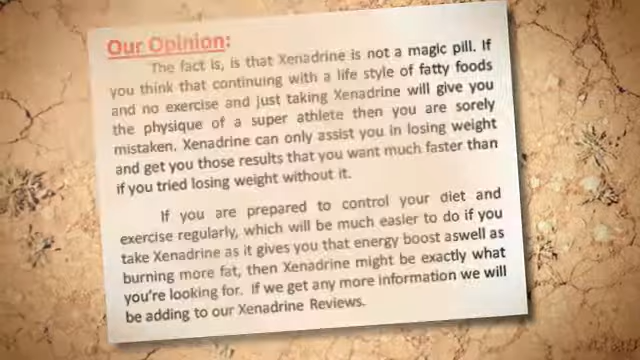 Our Opinion:
The fact is, is that Xenadrine is not a magic pill. If
you think that continuing with a life style of fatty foods
and no exercise and just taking Xenadrine will give you
the physique of a super athlete then you are sorely
mistaken. Xenadrine can only assist you in losing weight
and get you those results that you want much faster than
if you tried losing weight without it.
If you are prepared to control your diet and
exercise regularly, which will be much easier to do if you
take Xenadrine as it gives you that energy boost aswell as
burning more fat, then Xenadrine might be exactly what
you're looking for. If we get any more information we will
be adding to our Xenadrine Reviews.